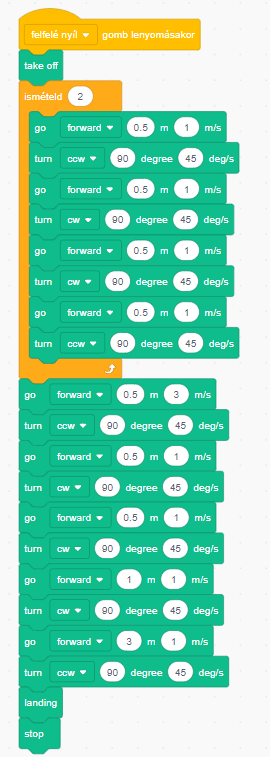 felfelé nyíl gomb lenyomásakor
take off
ismételd 2
go forward 0.5 m 1 m/s
turn ccw 90 degree 45 deg/s
go forward 0.5 m 1 m/s
turn cw 90 degree 45 deg/s
go forward 0.5 m 1 m/s
turn cw 90 degree 45 deg/s
go forward 0.5 m 1 m/s
turn ccw 90 degree 45 deg/s
go forward 0.5 m 3 m/s
turn ccw 90 degree 45 deg/s
go forward 0.5 m 1 m/s
turn cw 90 degree 45 deg/s
go forward 0.5 m 1 m/s
turn cw 90 degree 45 deg/s
go forward 1 m 1 m/s
turn cw 90 degree 45 deg/s
go forward 3 m 1 m/s
turn ccw 90 degree 45 deg/s
landing
stop